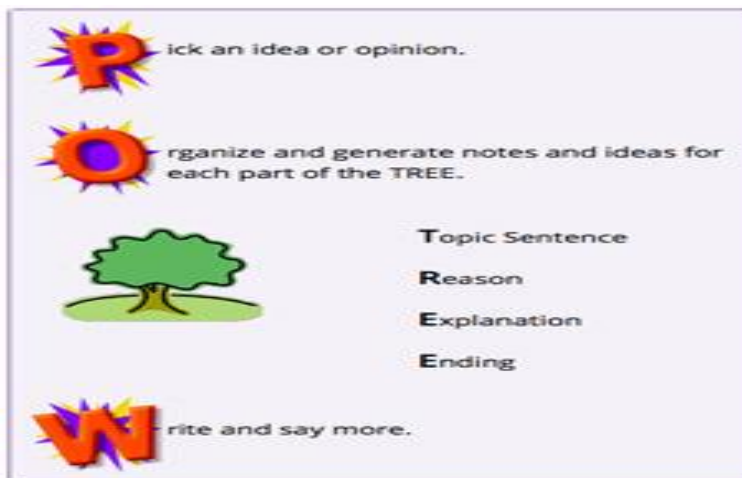 Pick an idea or opinion.
Organize and generate notes and ideas for
each part of the TREE.
Topic Sentence
Reason
Explanation
Ending
Write and say more.